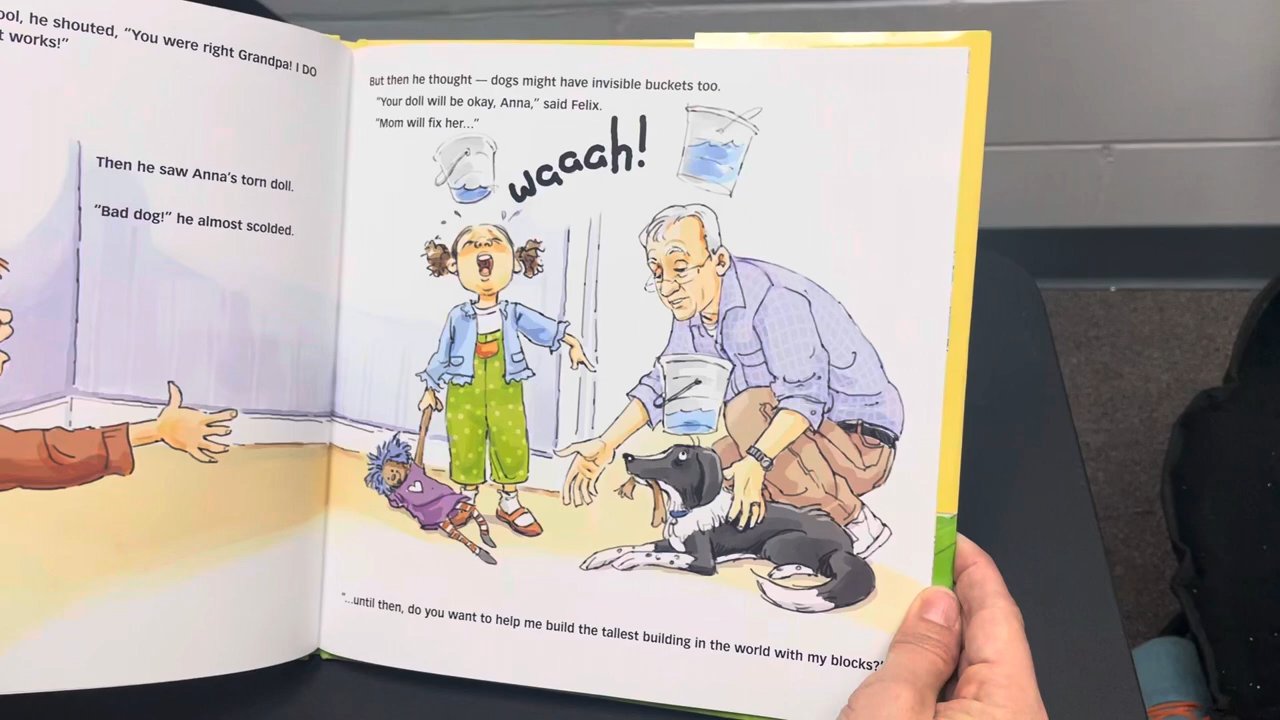 ool, he shouted, "You were right Grandpa! I DO
t works!"
Then he saw Anna's torn doll.
"Bad dog!" he almost scolded.
But then he thought — dogs might have invisible buckets too.
"Your doll will be okay, Anna," said Felix.
"Mom will fix her..."
waaah!
"...until then, do you want to help me build the tallest building in the world with my blocks?"